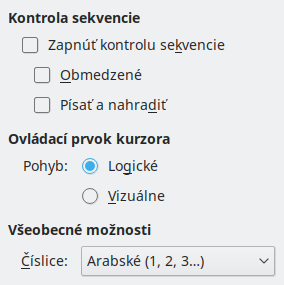 Kontrola sekvencie
Zapnúť kontrolu sekvencie
Obmedzené
Písať a nahradiť
Ovládací prvok kurzora
Pohyb: Logické
Vizuálne
Všeobecné možnosti
Číslice: Arabské (1, 2, 3...)